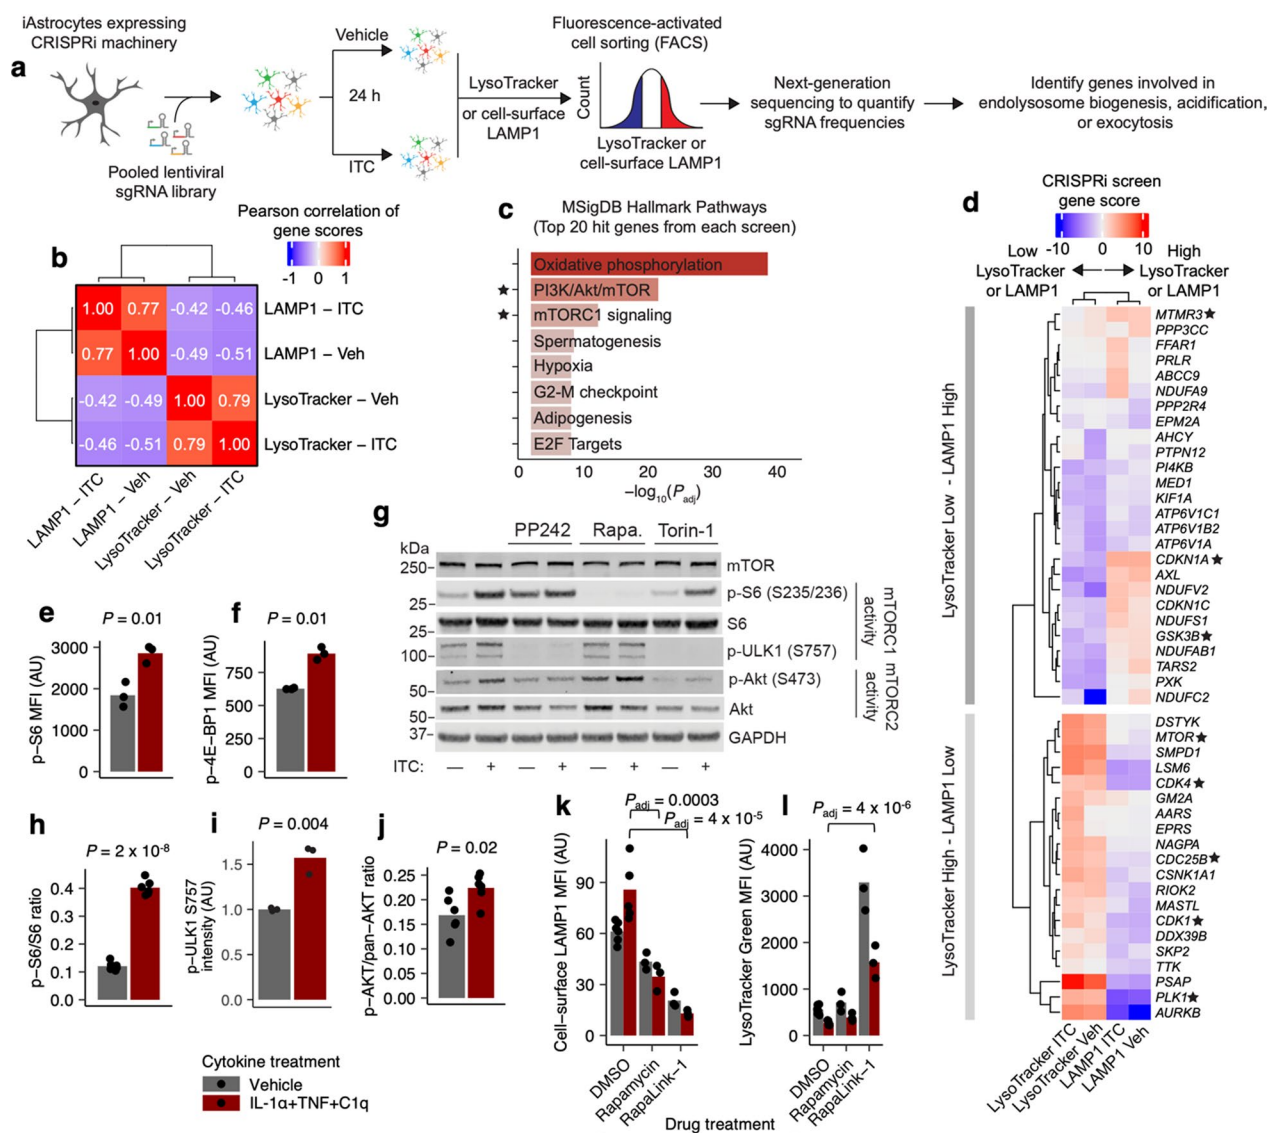 a
iAstrocytes expressing
CRISPRi machinery
Pooled lentiviral
sgRNA library
Vehicle
24 h
ITC
LysoTracker
or cell-surface
LAMP1
Fluorescence-activated
cell sorting (FACS)
Count
LysoTracker or
cell-surface LAMP1
Next-generation
sequencing to quantify
sgRNA frequencies
Identify genes involved in
endolysosome biogenesis, acidification,
or exocytosis
b
Pearson correlation of
gene scores
-1 0 1
1.00 0.77 -0.42 -0.46 LAMP1 – ITC
0.77 1.00 -0.49 -0.51 LAMP1 – Veh
-0.42 -0.49 1.00 0.79 LysoTracker – Veh
-0.46 -0.51 0.79 1.00 LysoTracker – ITC
LAMP1 – ITC
LAMP1 – Veh
LysoTracker – Veh
LysoTracker – ITC
c
MSigDB Hallmark Pathways
(Top 20 hit genes from each screen)
Oxidative phosphorylation
★ PI3K/Akt/mTOR
★ mTORC1 signaling
Spermatogenesis
Hypoxia
G2-M checkpoint
Adipogenesis
E2F Targets
0 10 20 30 40
–log10(Padj)
d
CRISPRi screen
gene score
-10 0 10
Low
LysoTracker
or LAMP1
High
LysoTracker
or LAMP1
LysoTracker Low - LAMP1 High
MTMR3★
PPP3CC
FFAR1
PRLR
ABCC9
NDUFA9
PPP2R4
EPM2A
AHCY
PTPN12
PI4KB
MED1
KIF1A
ATP6V1C1
ATP6V1B2
ATP6V1A
CDKN1A★
AXL
NDUFV2
CDKN1C
NDUFS1
GSK3B★
NDUFAB1
TARS2
PXK
NDUFC2
LysoTracker High - LAMP1 Low
DSTYK
MTOR★
SMPD1
LSM6
CDK4★
GM2A
AARS
EPRS
NAGPA
CDC25B★
CSNK1A1
RIOK2
MASTL
CDK1★
DDX39B
SKP2
TTK
PSAP
PLK1★
AURKB
LysoTracker ITC
LysoTracker Veh
LAMP1 ITC
LAMP1 Veh
e
P = 0.01
p–S6 MFI (AU)
3000
2000
1000
0
f
P = 0.01
p–4E–BP1 MFI (AU)
750
500
250
0
g
PP242 Rapa. Torin-1
kDa
250– mTOR
25– p-S6 (S235/236)
25– S6
100– p-ULK1 (S757)
50– p-Akt (S473)
50– Akt
37– GAPDH
ITC: — + — + — + — +
mTORC1
activity
mTORC2
activity
h
P = 2 x 10-8
p–S6/S6 ratio
0.4
0.3
0.2
0.1
0.0
i
P = 0.004
p–ULK1 S757
intensity (AU)
1.5
1.0
0.5
0.0
j
P = 0.02
p–AKT/pan–AKT ratio
0.25
0.20
0.15
0.10
0.05
0.00
k
Padj = 0.0003
Padj = 4 x 10-5
Cell–surface LAMP1 MFI (AU)
90
60
30
0
DMSO
Rapamycin
RapaLink–1
l
Padj = 4 x 10-6
LysoTracker Green MFI (AU)
4000
3000
2000
1000
0
DMSO
Rapamycin
RapaLink–1
Drug treatment
Cytokine treatment
Vehicle
IL-1α+TNF+C1q